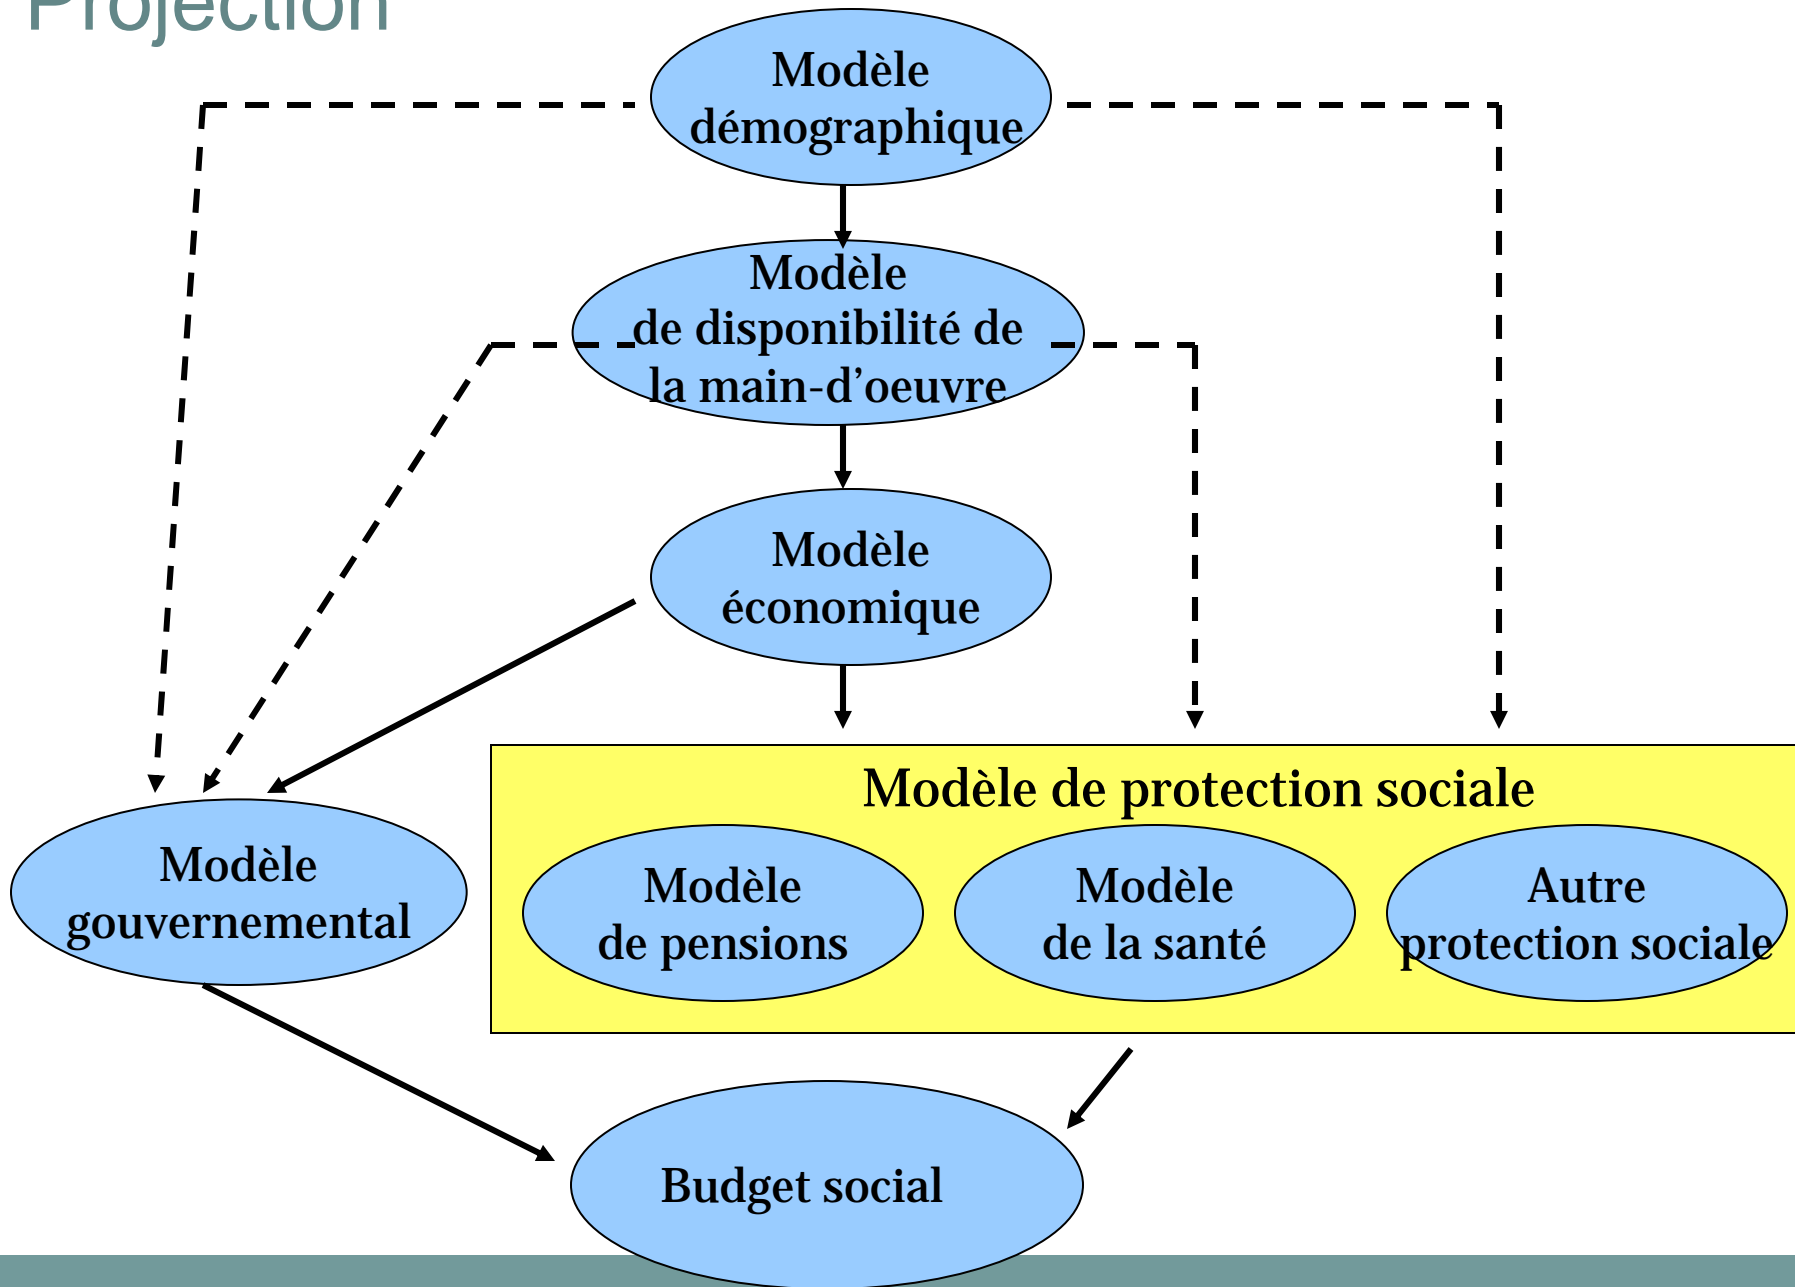 Projection
Modèle
démographique
Modèle
de disponibilité de
la main-d’oeuvre
Modèle
économique
Modèle de protection sociale
Modèle
gouvernemental
Modèle
de pensions
Modèle
de la santé
Autre
protection sociale
Budget social